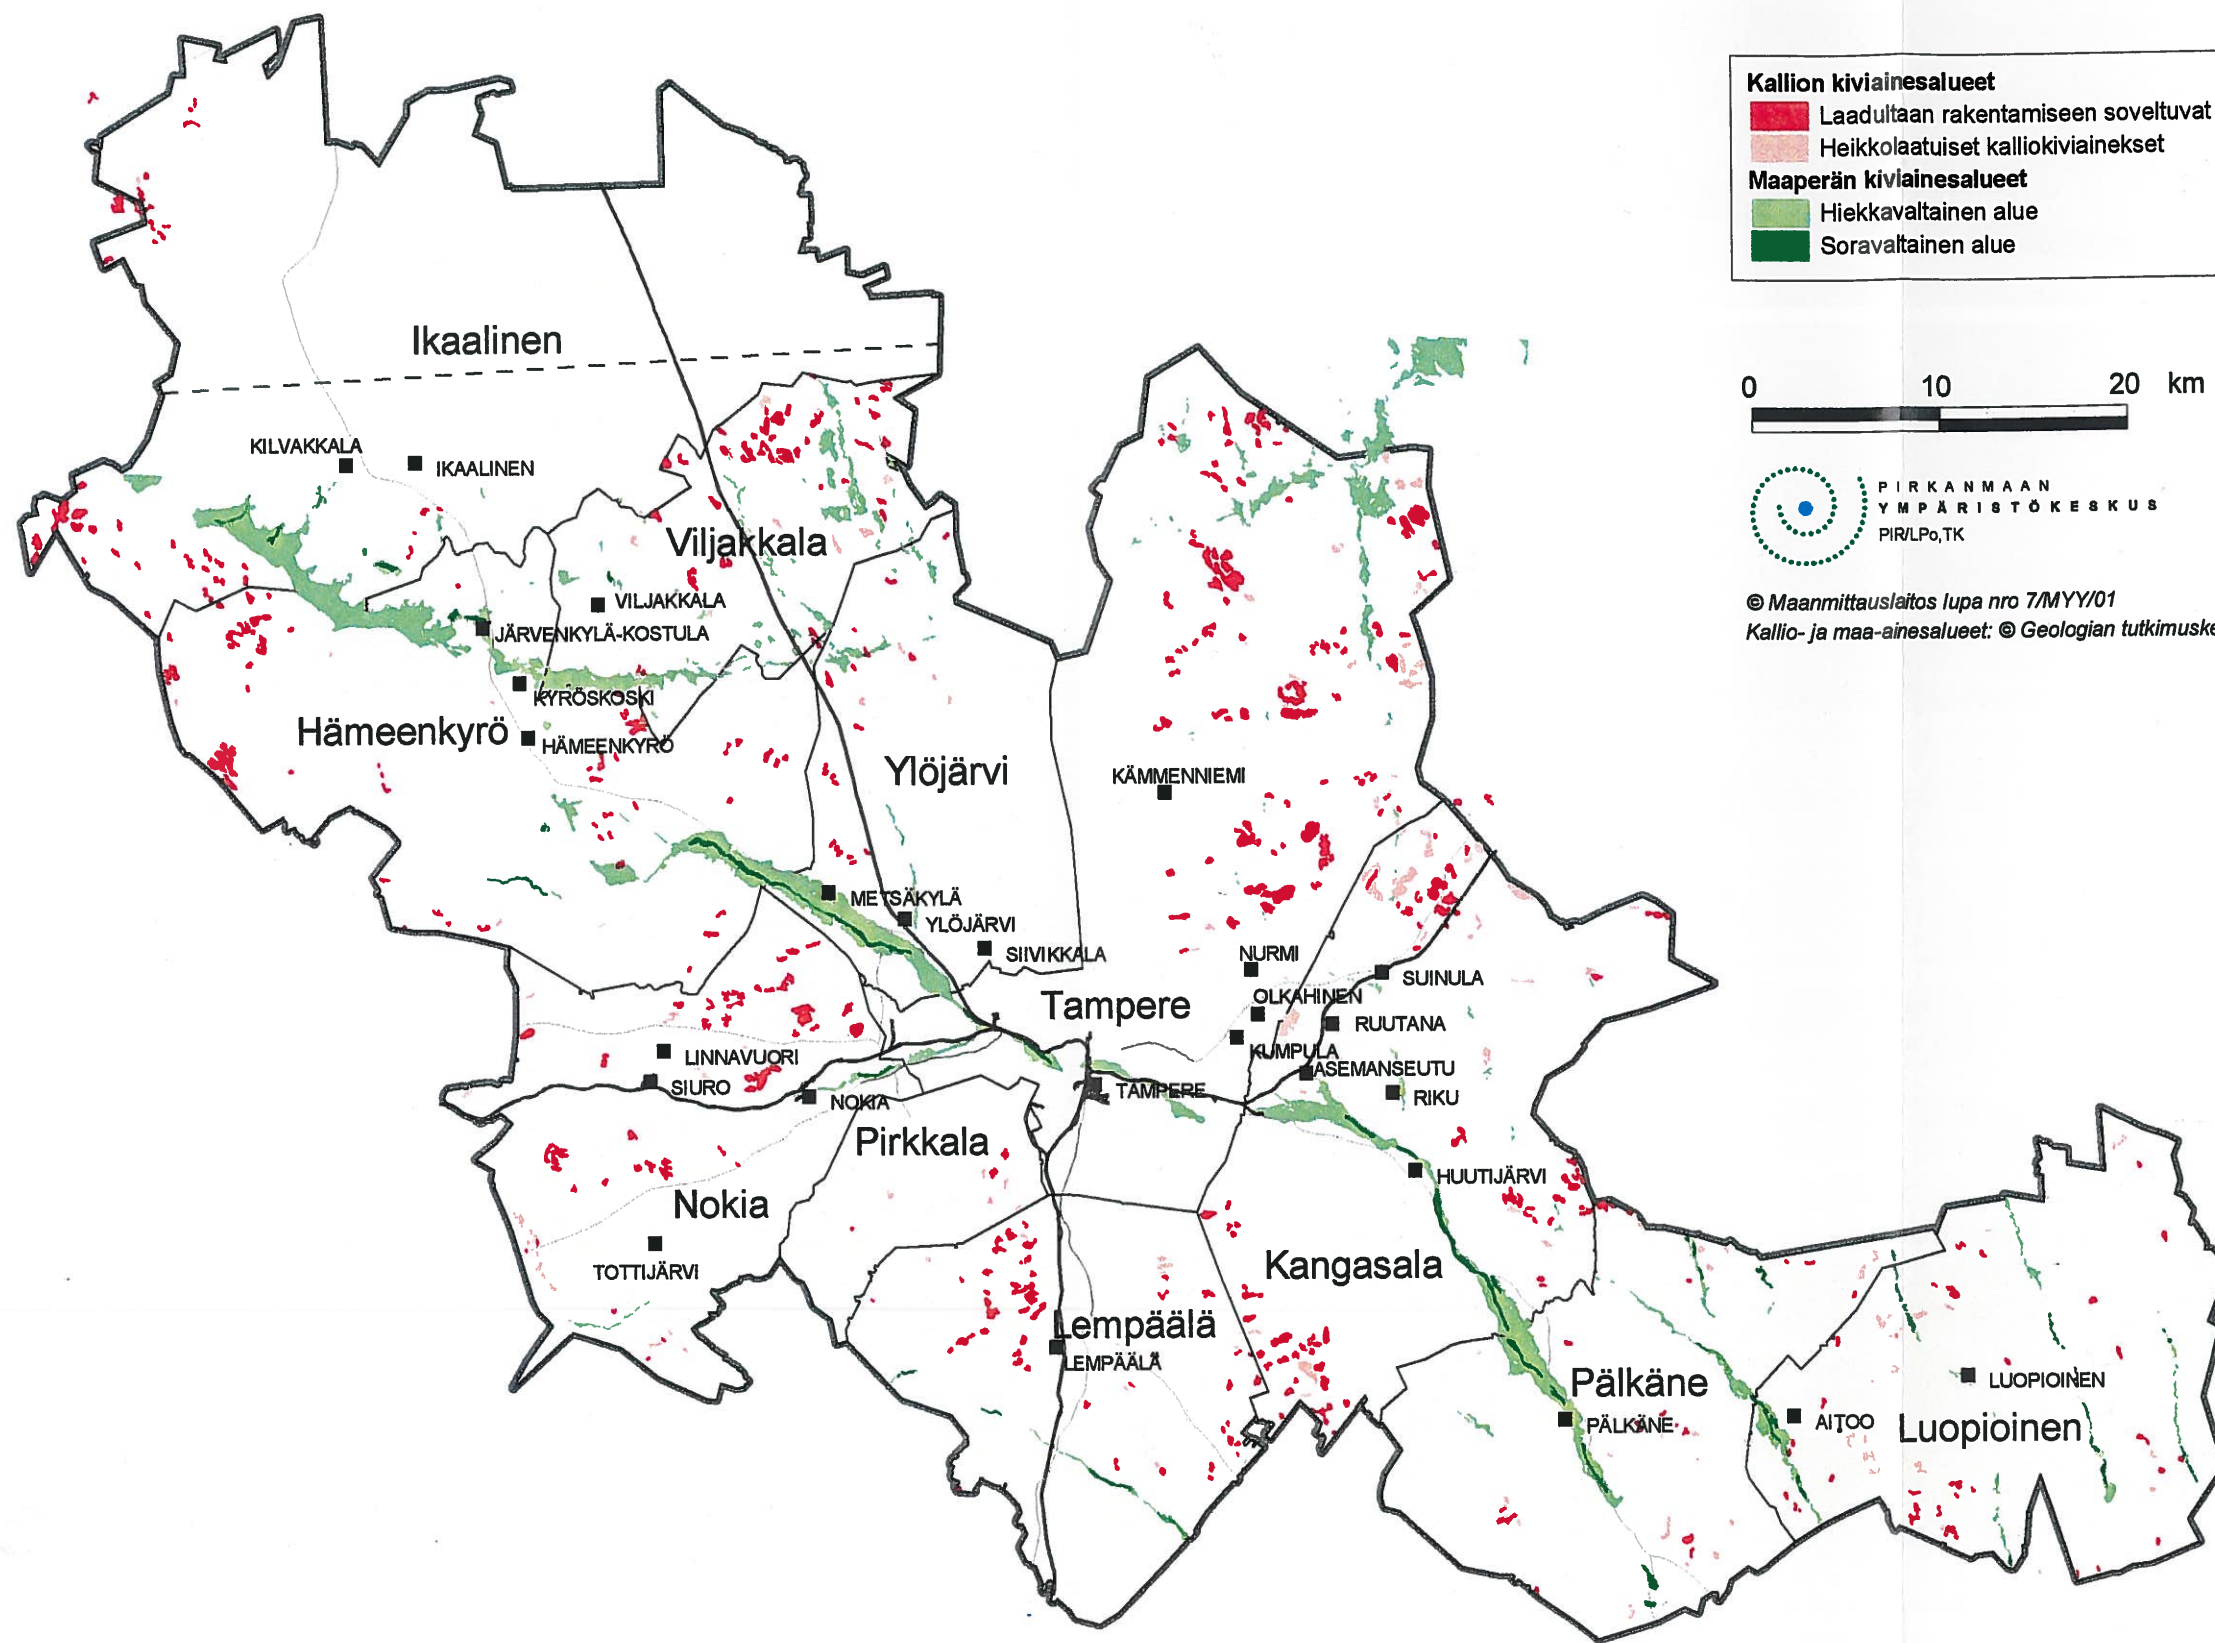 Kallion kiviainesalueet
Laadultaan rakentamiseen soveltuvat
Heikkolaatuiset kalliokiviainekset
Maaperän kiviainesalueet
Hiekkavaltainen alue
Soravaltainen alue
0 10 20 km
PIRKANMAAN
YMPÄRISTÖKESKUS
PIR/LPo,TK
© Maanmittauslaitos lupa nro 7/MYY/01
Kallio- ja maa-ainesalueet: © Geologian tutkimuske
Ikaalinen
KILVAKKALA
IKAALINEN
Viljakkala
VILJAKKALA
JÄRVENKYLÄ-KOSTULA
KYRÖSKOSKI
Hämeenkyrö
HÄMEENKYRÖ
Ylöjärvi
KÄMMENNIEMI
METSÄKYLÄ
YLÖJÄRVI
SIIVIKKALA
NURMI
SUINULA
OLKAHINEN
Tampere
RUUTANA
KUMPULA
LINNAVUORI
ASEMANSEUTU
SIURO
NOKIA
TAMPERE
RIKU
Pirkkala
HUUTIJÄRVI
Nokia
TOTTIJÄRVI
Kangasala
Lempäälä
LEMPÄÄLÄ
Pälkäne
PÄLKÄNE
LUOPIOINEN
AITOO
Luopioinen